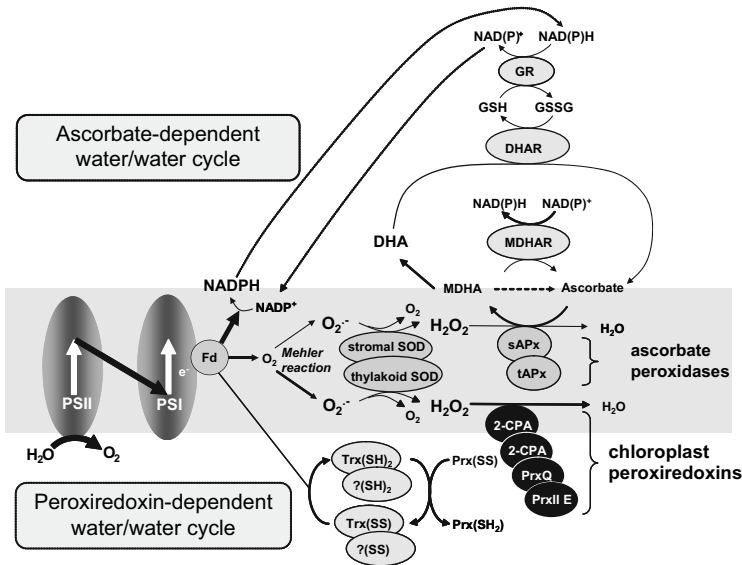 NAD(P)⁺ NAD(P)H
GR
GSH GSSG
DHAR
Ascorbate-dependent
water/water cycle
NAD(P)H NAD(P)⁺
MDHAR
DHA
MDHA Ascorbate
NADPH
NADP⁺
PSII
PSI
e⁻
Fd
O₂
Mehler
reaction
O₂·⁻
O₂
H₂O₂
H₂O
stromal SOD
thylakoid SOD
sAPx
tAPx
ascorbate
peroxidases
O₂·⁻
O₂
H₂O₂
H₂O
H₂O O₂
2-CPA
2-CPA
PrxQ
PrxII E
chloroplast
peroxiredoxins
Trx(SH)₂
?(SH)₂
Prx(SS)
Trx(SS)
?(SS)
Prx(SH₂)
Peroxiredoxin-dependent
water/water cycle